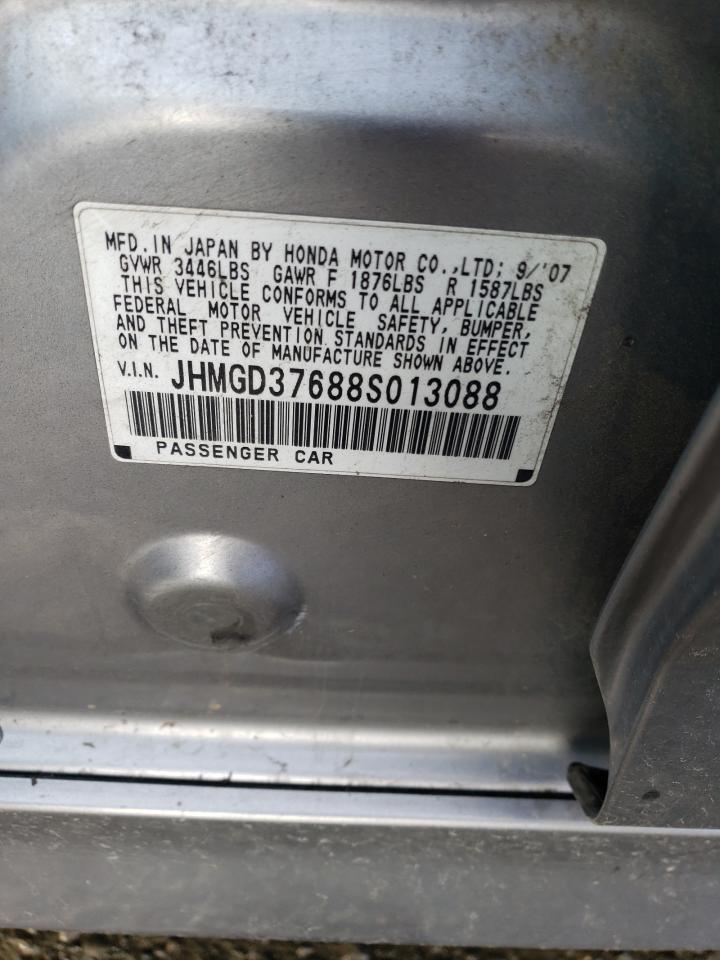 MFD. IN JAPAN BY HONDA MOTOR CO.,LTD; 9/'07
GVWR 3446LBS GAWR F 1876LBS R 1587LBS
THIS VEHICLE CONFORMS TO ALL APPLICABLE
FEDERAL MOTOR VEHICLE SAFETY, BUMPER,
AND THEFT PREVENTION STANDARDS IN EFFECT
ON THE DATE OF MANUFACTURE SHOWN ABOVE.
V.I.N. JHMGD37688S013088
PASSENGER CAR